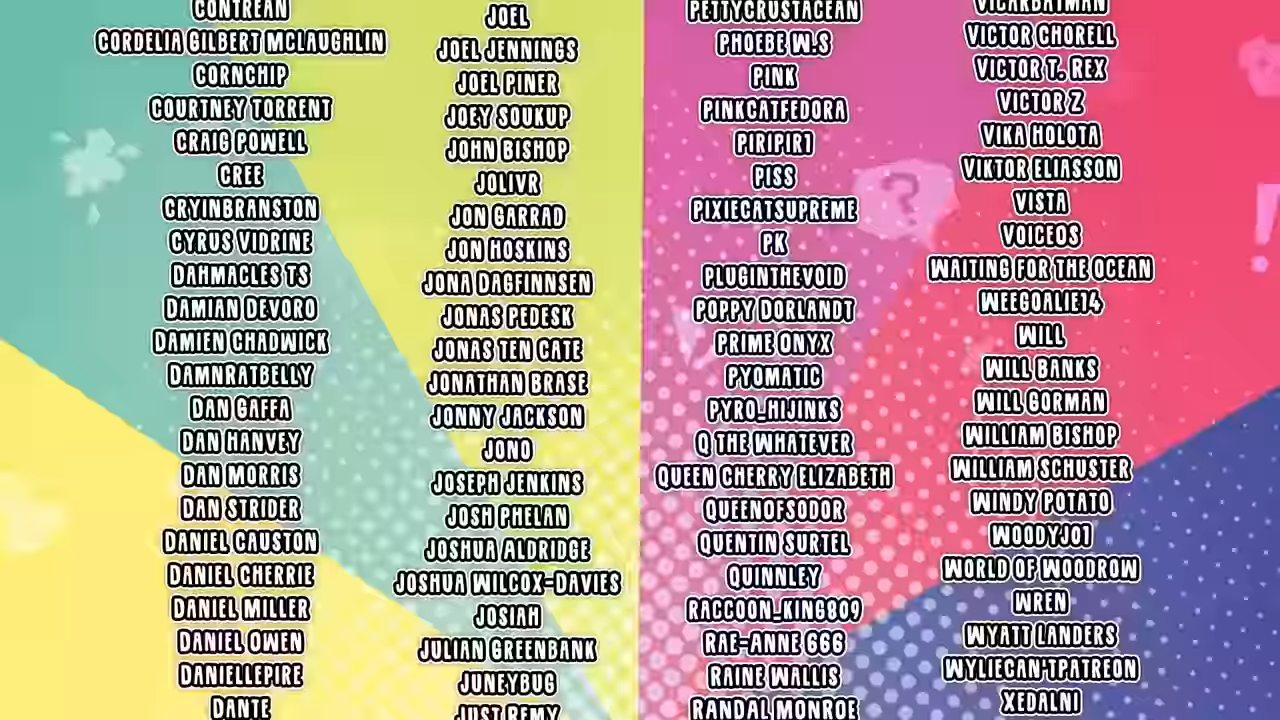 CONTREAN
CORDELIA GILBERT MCLAUGHLIN
CORNCHIP
COURTNEY TORRENT
CRAIG POWELL
CREE
CRYINBRANSTON
CYRUS VIDRINE
DAHMACLES TS
DAMIAN DEVORO
DAMIEN CHADWICK
DAMNRATBELLY
DAN GAFFA
DAN HANVEY
DAN MORRIS
DAN STRIDER
DANIEL CAUSTON
DANIEL CHERRIE
DANIEL MILLER
DANIEL OWEN
DANIELLEPIRE
DANTE
JOEL
JOEL JENNINGS
JOEL PINER
JOEY SOUKUP
JOHN BISHOP
JOLIVR
JON GARRAD
JON HOSKINS
JONA DAGFINNSEN
JONAS PEDESK
JONAS TEN CATE
JONATHAN BRASE
JONNY JACKSON
JONO
JOSEPH JENKINS
JOSH PHELAN
JOSHUA ALDRIDGE
JOSHUA WILCOX-DAVIES
JOSIAH
JULIAN GREENBANK
JUNEYBUG
JUST REMY
PETTYCRUSTACEAN
PHOEBE W.S
PINK
PINKCATFEDORA
PIRIPIR1
PISS
PIXIECATSUPREME
PK
PLUGINTHEVOID
POPPY DORLANDT
PRIME ONYX
PYOMATIC
PYRO_HIJINKS
Q THE WHATEVER
QUEEN CHERRY ELIZABETH
QUEENOFSODOR
QUENTIN SURTEL
QUINNLEY
RACCOON_KING809
RAE-ANNE 666
RAINE WALLIS
RANDAL MONROE
VICARBATMAN
VICTOR CHORELL
VICTOR T. REX
VICTOR Z
VIKA HOLOTA
VIKTOR ELIASSON
VISTA
VOICEOS
WAITING FOR THE OCEAN
WEEGOALIE14
WILL
WILL BANKS
WILL GORMAN
WILLIAM BISHOP
WILLIAM SCHUSTER
WINDY POTATO
WOODYJ01
WORLD OF WOODROW
WREN
WYATT LANDERS
WYLIECAN'TPATREON
XEDALNI